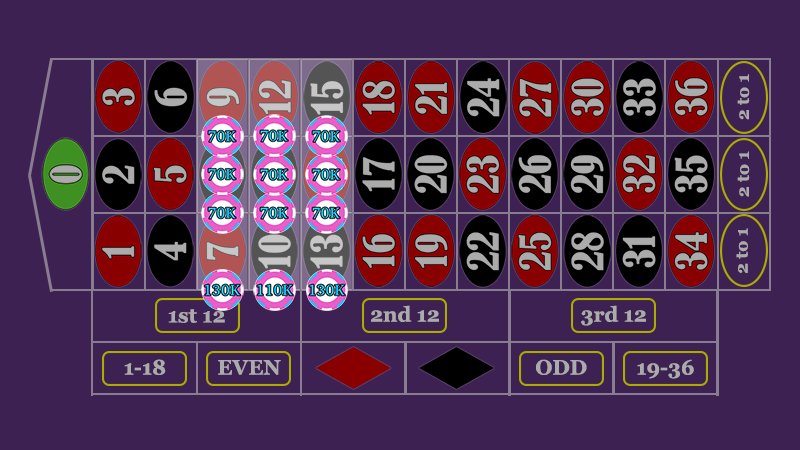 3 6 9 12 15 18 21 24 27 30 33 36 2 to 1
70K 70K 70K
0 2 5 70K 70K 70K 17 20 23 26 29 32 35 2 to 1
70K 70K 70K
1 4 7 10 13 16 19 22 25 28 31 34 2 to 1
130K 110K 130K
1st 12 2nd 12 3rd 12
1-18 EVEN ODD 19-36